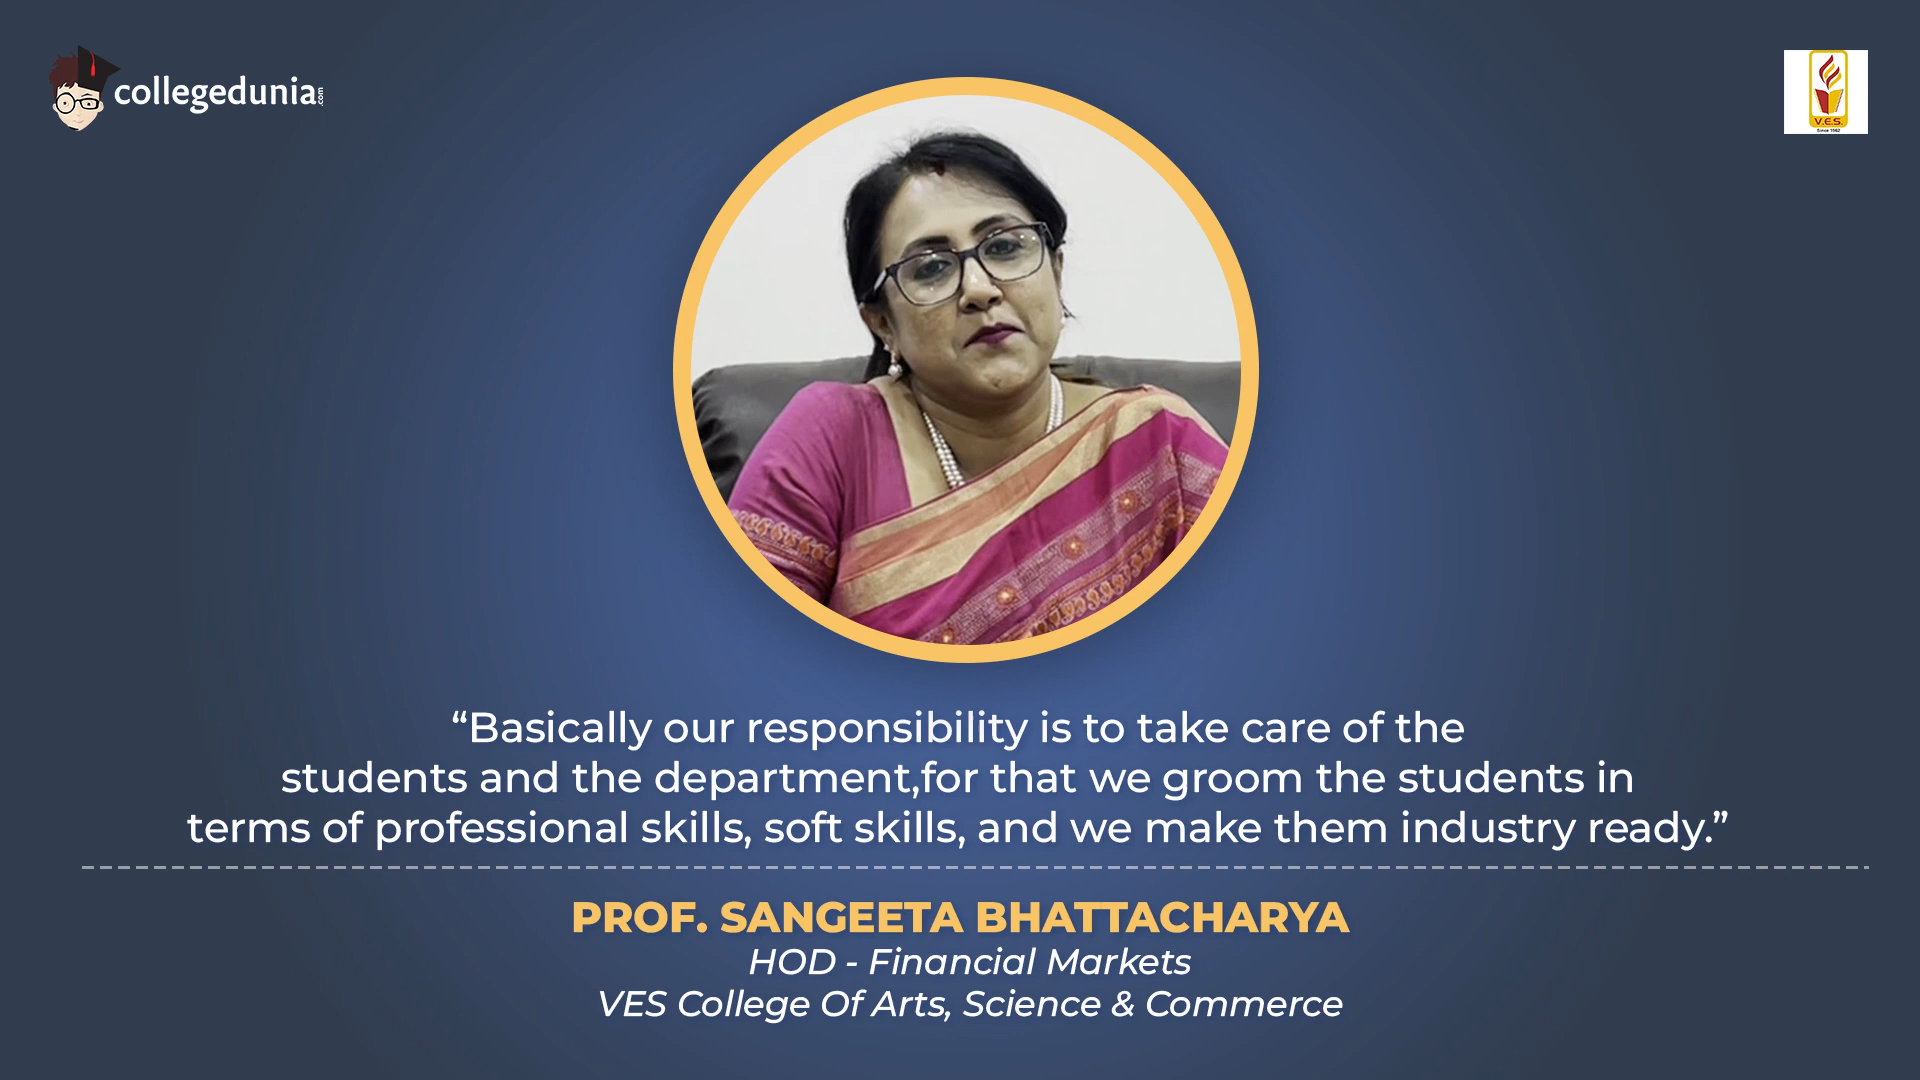 collegedunia.com
V.E.S.
Since 1962
“Basically our responsibility is to take care of the
students and the department,for that we groom the students in
terms of professional skills, soft skills, and we make them industry ready.”
PROF. SANGEETA BHATTACHARYA
HOD - Financial Markets
VES College Of Arts, Science & Commerce